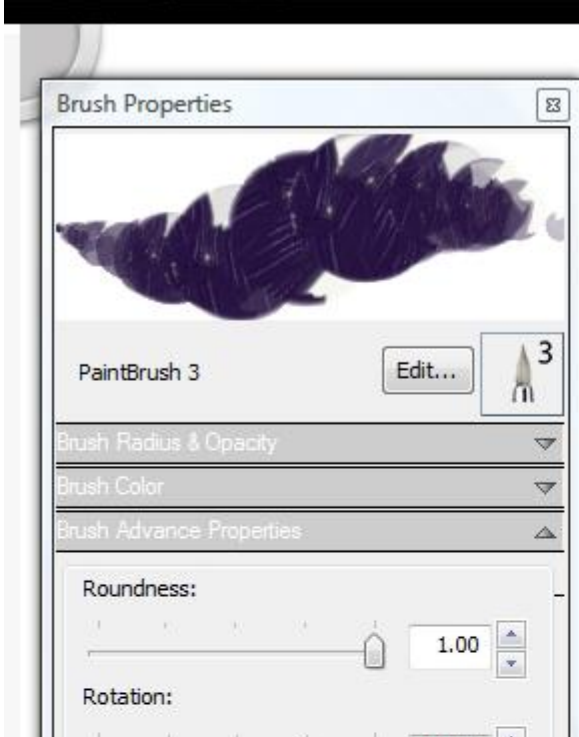 Brush Properties
PaintBrush 3
Edit...
3
Brush Radius & Opacity
Brush Color
Brush Advance Properties
Roundness:
1.00
Rotation: